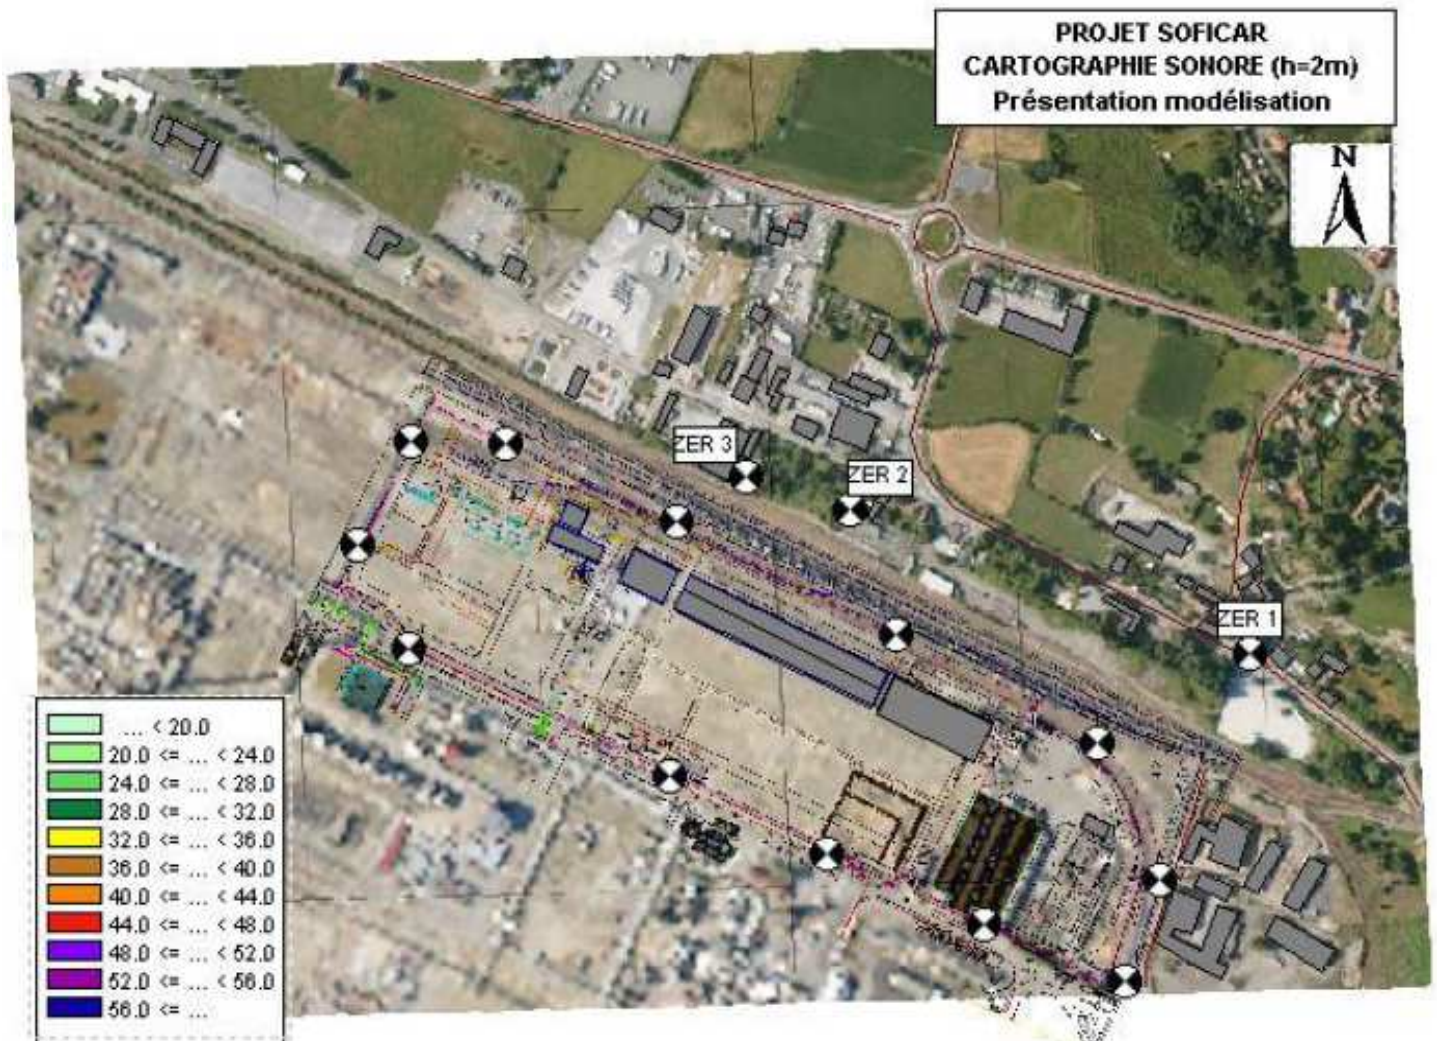 PROJET SOFICAR
CARTOGRAPHIE SONORE (h=2m)
Présentation modélisation
N
ZER 3
ZER 2
ZER 1
... < 20.0
20.0 <= ... < 24.0
24.0 <= ... < 28.0
28.0 <= ... < 32.0
32.0 <= ... < 36.0
36.0 <= ... < 40.0
40.0 <= ... < 44.0
44.0 <= ... < 48.0
48.0 <= ... < 52.0
52.0 <= ... < 56.0
56.0 <= ...